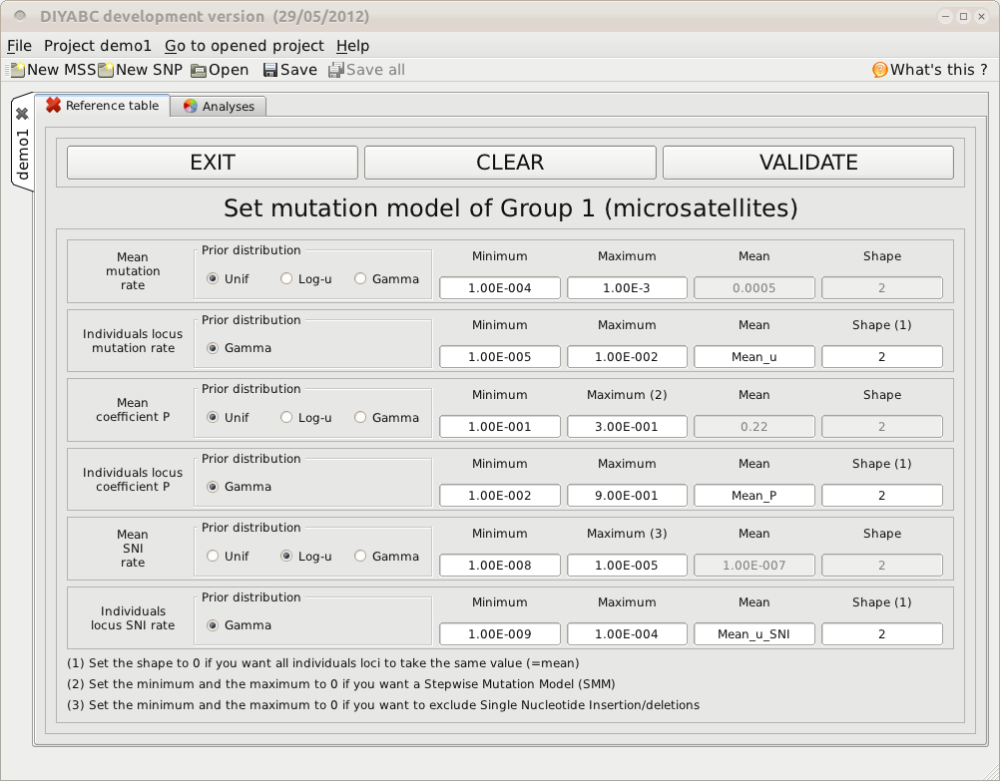 DIYABC development version (29/05/2012)
File Project demo1 Go to opened project Help
New MSS New SNP Open Save Save all What's this ?
demo1
Reference table Analyses
EXIT CLEAR VALIDATE
Set mutation model of Group 1 (microsatellites)
Mean
mutation
rate
Prior distribution
Unif Log-u Gamma
Minimum Maximum Mean Shape
1.00E-004 1.00E-3 0.0005 2
Individuals locus
mutation rate
Prior distribution
Gamma
Minimum Maximum Mean Shape (1)
1.00E-005 1.00E-002 Mean_u 2
Mean
coefficient P
Prior distribution
Unif Log-u Gamma
Minimum Maximum (2) Mean Shape
1.00E-001 3.00E-001 0.22 2
Individuals locus
coefficient P
Prior distribution
Gamma
Minimum Maximum Mean Shape (1)
1.00E-002 9.00E-001 Mean_P 2
Mean
SNI
rate
Prior distribution
Unif Log-u Gamma
Minimum Maximum (3) Mean Shape
1.00E-008 1.00E-005 1.00E-007 2
Individuals
locus SNI rate
Prior distribution
Gamma
Minimum Maximum Mean Shape (1)
1.00E-009 1.00E-004 Mean_u_SNI 2
(1) Set the shape to 0 if you want all individuals loci to take the same value (=mean)
(2) Set the minimum and the maximum to 0 if you want a Stepwise Mutation Model (SMM)
(3) Set the minimum and the maximum to 0 if you want to exclude Single Nucleotide Insertion/deletions